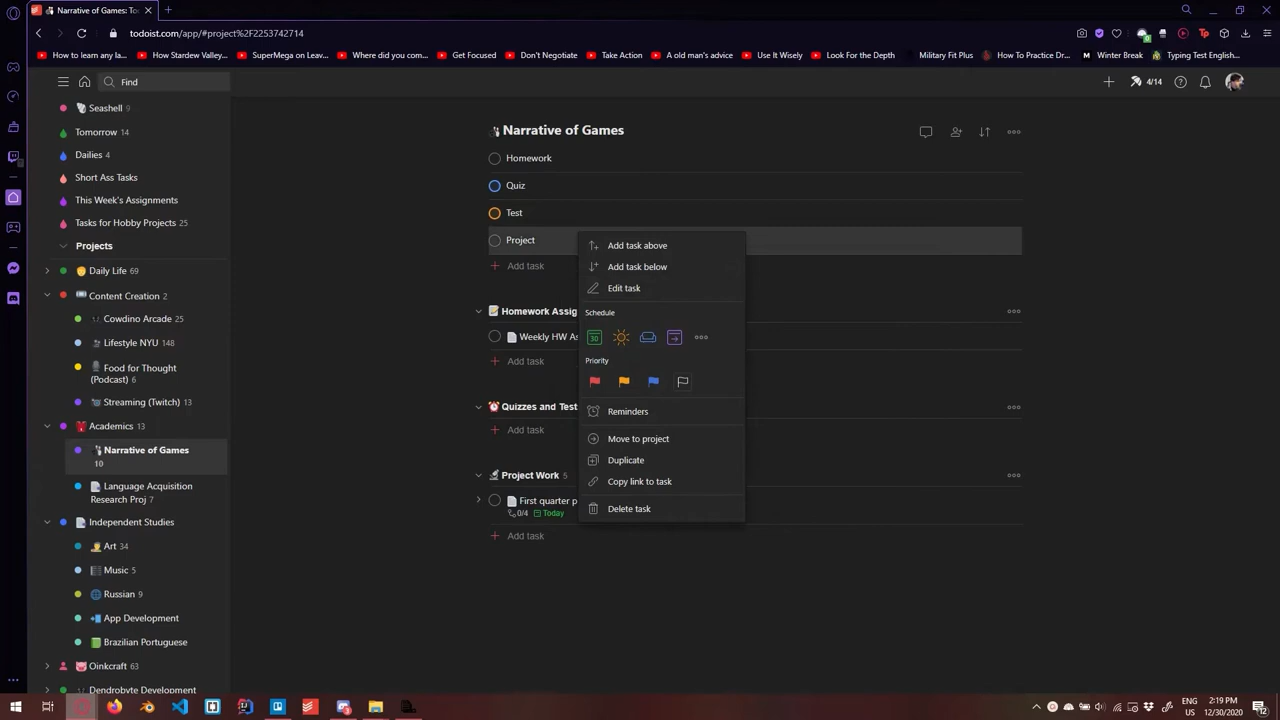 Narrative of Games: To
todoist.com/app/#project%2F2253742714
How to learn any la...
How Stardew Valley...
SuperMega on Leav...
Where did you com...
Get Focused
Don't Negotiate
Take Action
A old man's advice
Use It Wisely
Look For the Depth
Military Fit Plus
How To Practice Dr...
Winter Break
Typing Test English...
Find
4/14
Seashell 9
Tomorrow 14
Dailies 4
Short Ass Tasks
This Week's Assignments
Tasks for Hobby Projects 25
Projects
Daily Life 69
Content Creation 2
Cowdino Arcade 25
Lifestyle NYU 148
Food for Thought
(Podcast) 6
Streaming (Twitch) 13
Academics 13
Narrative of Games
10
Language Acquisition
Research Proj 7
Independent Studies
Art 34
Music 5
Russian 9
App Development
Brazilian Portuguese
Oinkcraft 63
Dendrobyte Development
Narrative of Games
Homework
Quiz
Test
Project
Add task
Homework Assig
Weekly HW As
Add task
Quizzes and Test
Add task
Project Work 5
First quarter p
0/4 Today
Add task
Add task above
Add task below
Edit task
Schedule
30
Priority
Reminders
Move to project
Duplicate
Copy link to task
Delete task
ENG
US
2:19 PM
12/30/2020
12